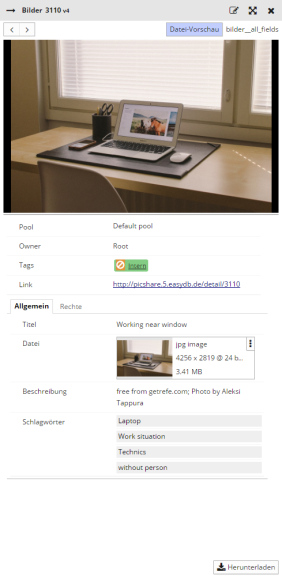 Bilder 3110 v4
Datei-Vorschau bilder__all_fields
Pool Default pool
Owner Root
Tags intern
Link http://picshare.5.easydb.de/detail/3110
Allgemein Rechte
Titel Working near window
Datei jpg image
4256 x 2819 @ 24 b...
3.41 MB
Beschreibung free from getrefe.com; Photo by Aleksi
Tappura
Schlagwörter Laptop
Work situation
Technics
without person
Herunterladen